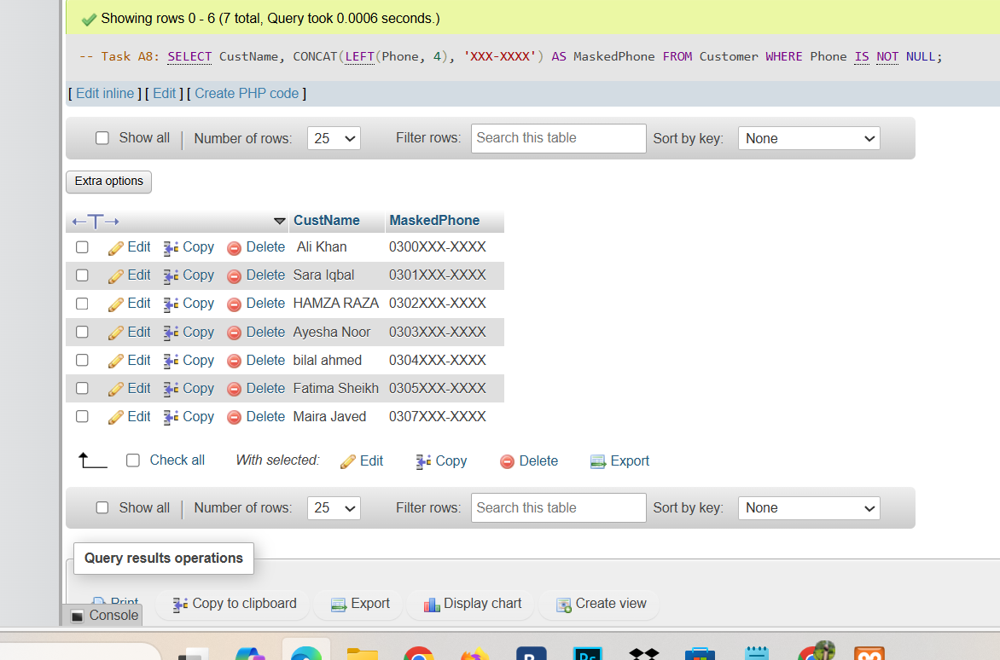 Showing rows 0 - 6 (7 total, Query took 0.0006 seconds.)
-- Task A8: SELECT CustName, CONCAT(LEFT(Phone, 4), 'XXX-XXXX') AS MaskedPhone FROM Customer WHERE Phone IS NOT NULL;
[ Edit inline ] [ Edit ] [ Create PHP code ]
Show all | Number of rows: 25 Filter rows: Search this table Sort by key: None
Extra options
←T→ CustName MaskedPhone
Edit Copy Delete Ali Khan 0300XXX-XXXX
Edit Copy Delete Sara Iqbal 0301XXX-XXXX
Edit Copy Delete HAMZA RAZA 0302XXX-XXXX
Edit Copy Delete Ayesha Noor 0303XXX-XXXX
Edit Copy Delete bilal ahmed 0304XXX-XXXX
Edit Copy Delete Fatima Sheikh 0305XXX-XXXX
Edit Copy Delete Maira Javed 0307XXX-XXXX
Check all With selected: Edit Copy Delete Export
Show all | Number of rows: 25 Filter rows: Search this table Sort by key: None
Query results operations
Print Copy to clipboard Export Display chart Create view
Console